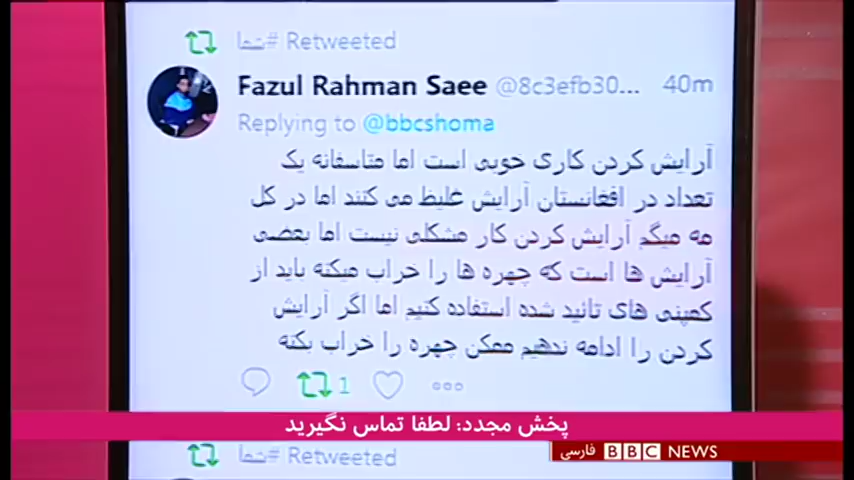 #شما Retweeted
Fazul Rahman Saee @8c3efb30... 40m
Replying to @bbcshoma
آرایش کردن کاری خوبی است اما متاسفانه یک
تعداد در افغانستان آرایش غلیظ می کنند اما در کل
مه میگم آرایش کردن کار مشکلی نیست اما بعضی
آرایش ها است که چهره ها را خراب میکنه باید از
کمپنی های تائید شده استفاده کنیم اما اگر آرایش
کردن را ادامه ندهیم ممکن چهره را خراب بکنه
1
پخش مجدد: لطفا تماس نگیرید
BBC NEWS فارسی
#شما Retweeted